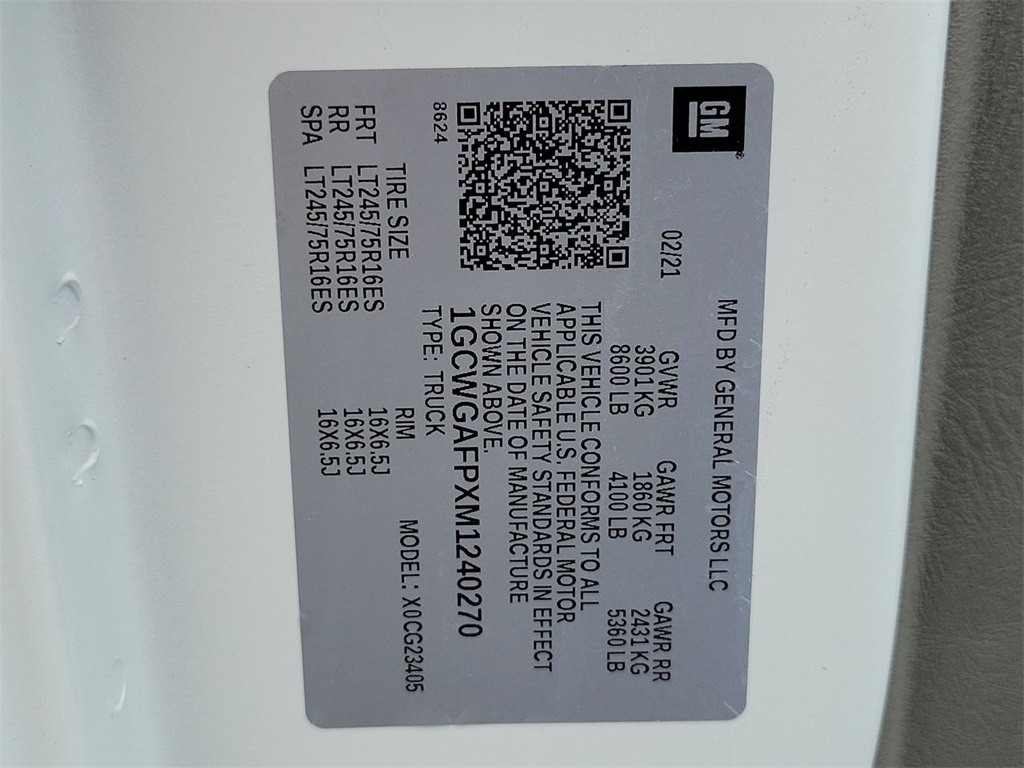 GM
MFD BY GENERAL MOTORS LLC
02/21
GVWR GAWR FRT GAWR RR
3901 KG 1860 KG 2431 KG
8600 LB 4100 LB 5360 LB
THIS VEHICLE CONFORMS TO ALL
APPLICABLE U.S. FEDERAL MOTOR
VEHICLE SAFETY STANDARDS IN EFFECT
ON THE DATE OF MANUFACTURE
SHOWN ABOVE.
1GCWGAFPXM1240270
8624
TYPE: TRUCK
MODEL: X0CG23405
TIRE SIZE RIM
FRT LT245/75R16ES 16X6.5J
RR LT245/75R16ES 16X6.5J
SPA LT245/75R16ES 16X6.5J